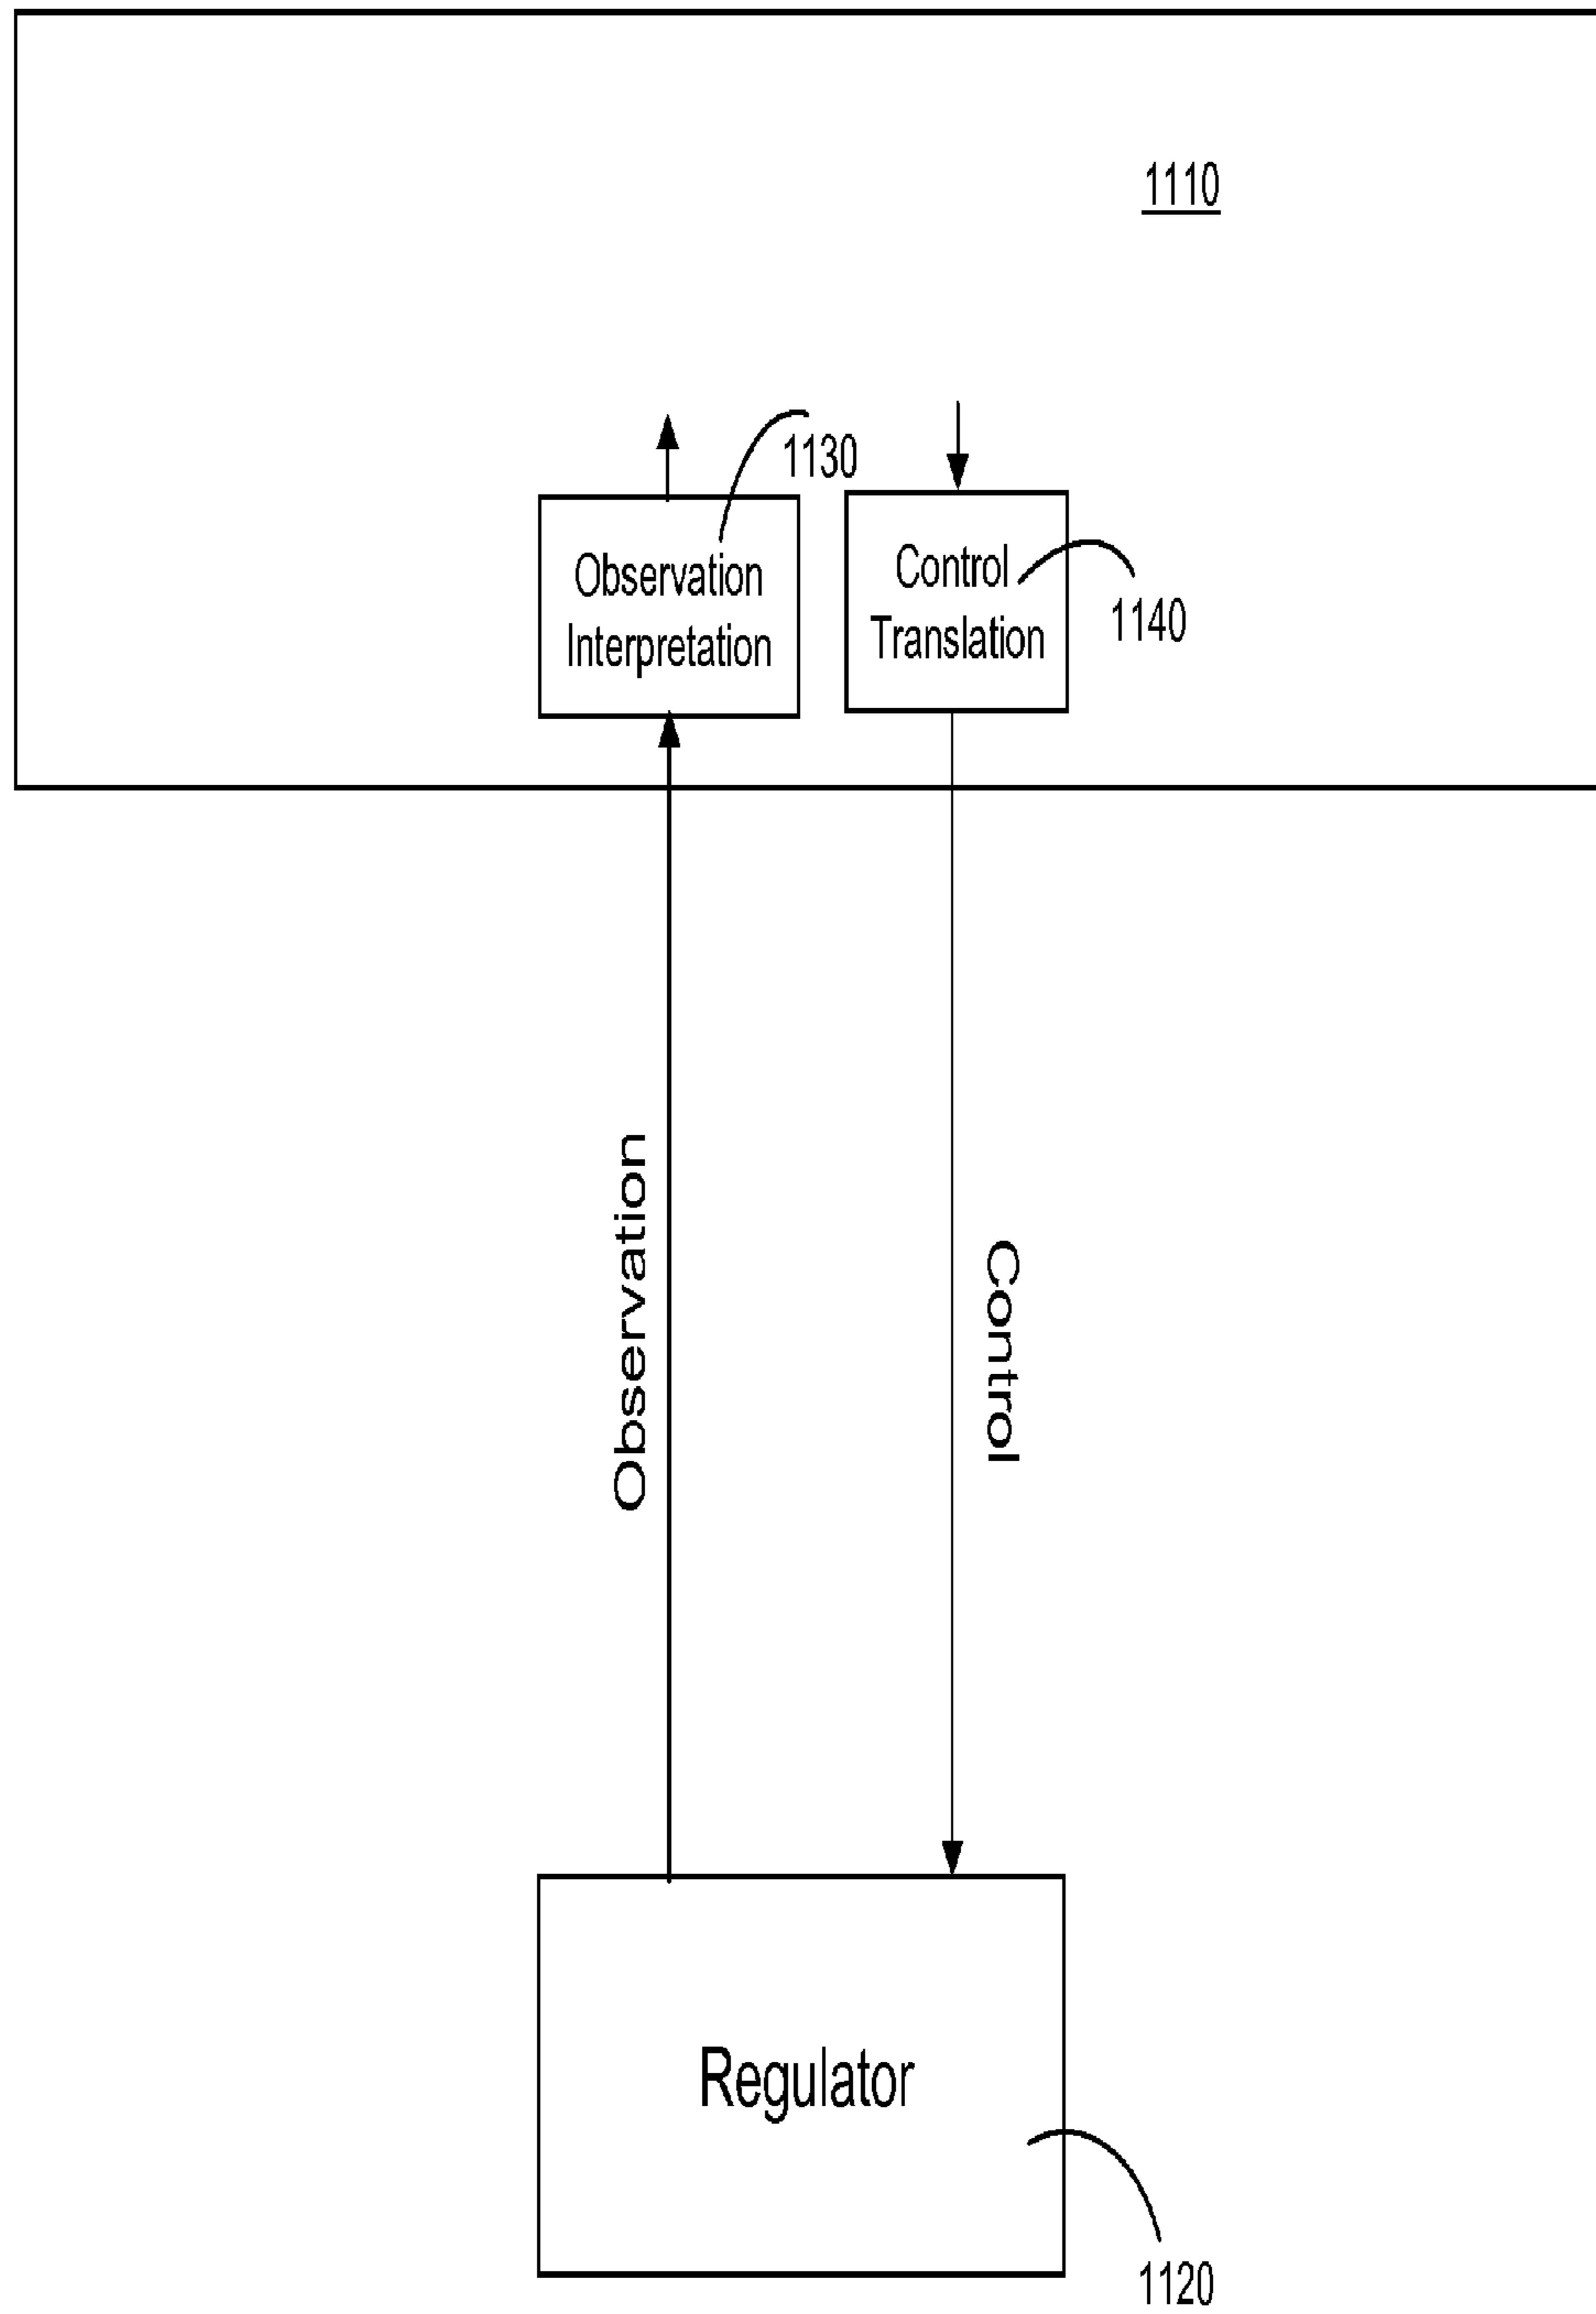 1110
1130
Observation
Interpretation
Control
Translation
1140
Observation
Control
Regulator
1120